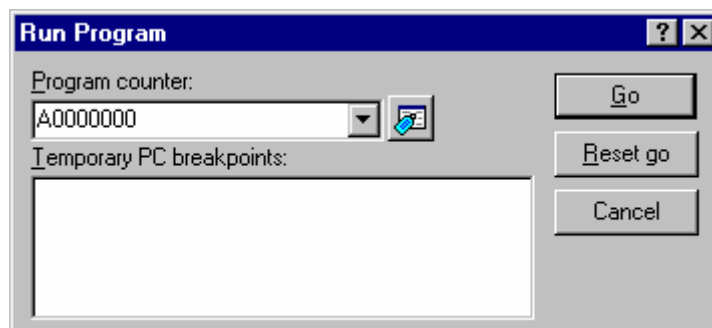 Run Program
Program counter:
A0000000
Go
Temporary PC breakpoints:
Reset go
Cancel